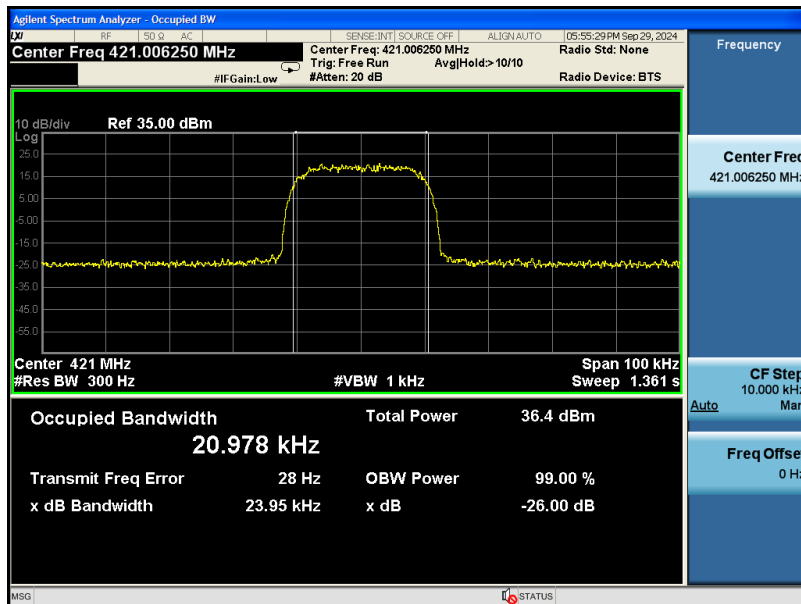 Agilent Spectrum Analyzer - Occupied BW
LXI RF 50 Ω AC SENSE:INT SOURCE OFF ALIGN AUTO 05:55:29 PM Sep 29, 2024
Center Freq 421.006250 MHz
Center Freq: 421.006250 MHz
Radio Std: None
Trig: Free Run
Avg|Hold:> 10/10
#IFGain:Low
#Atten: 20 dB
Radio Device: BTS
10 dB/div
Ref 35.00 dBm
Log
25.0
15.0
5.00
-5.00
-15.0
-25.0
-35.0
-45.0
-55.0
Center 421 MHz
Span 100 kHz
#Res BW 300 Hz
#VBW 1 kHz
Sweep 1.361 s
Occupied Bandwidth
20.978 kHz
Total Power 36.4 dBm
Transmit Freq Error 28 Hz
OBW Power 99.00 %
x dB Bandwidth 23.95 kHz
x dB -26.00 dB
MSG
STATUS
Frequency
Center Freq
421.006250 MHz
CF Step
10.000 kHz
Auto Man
Freq Offset
0 Hz